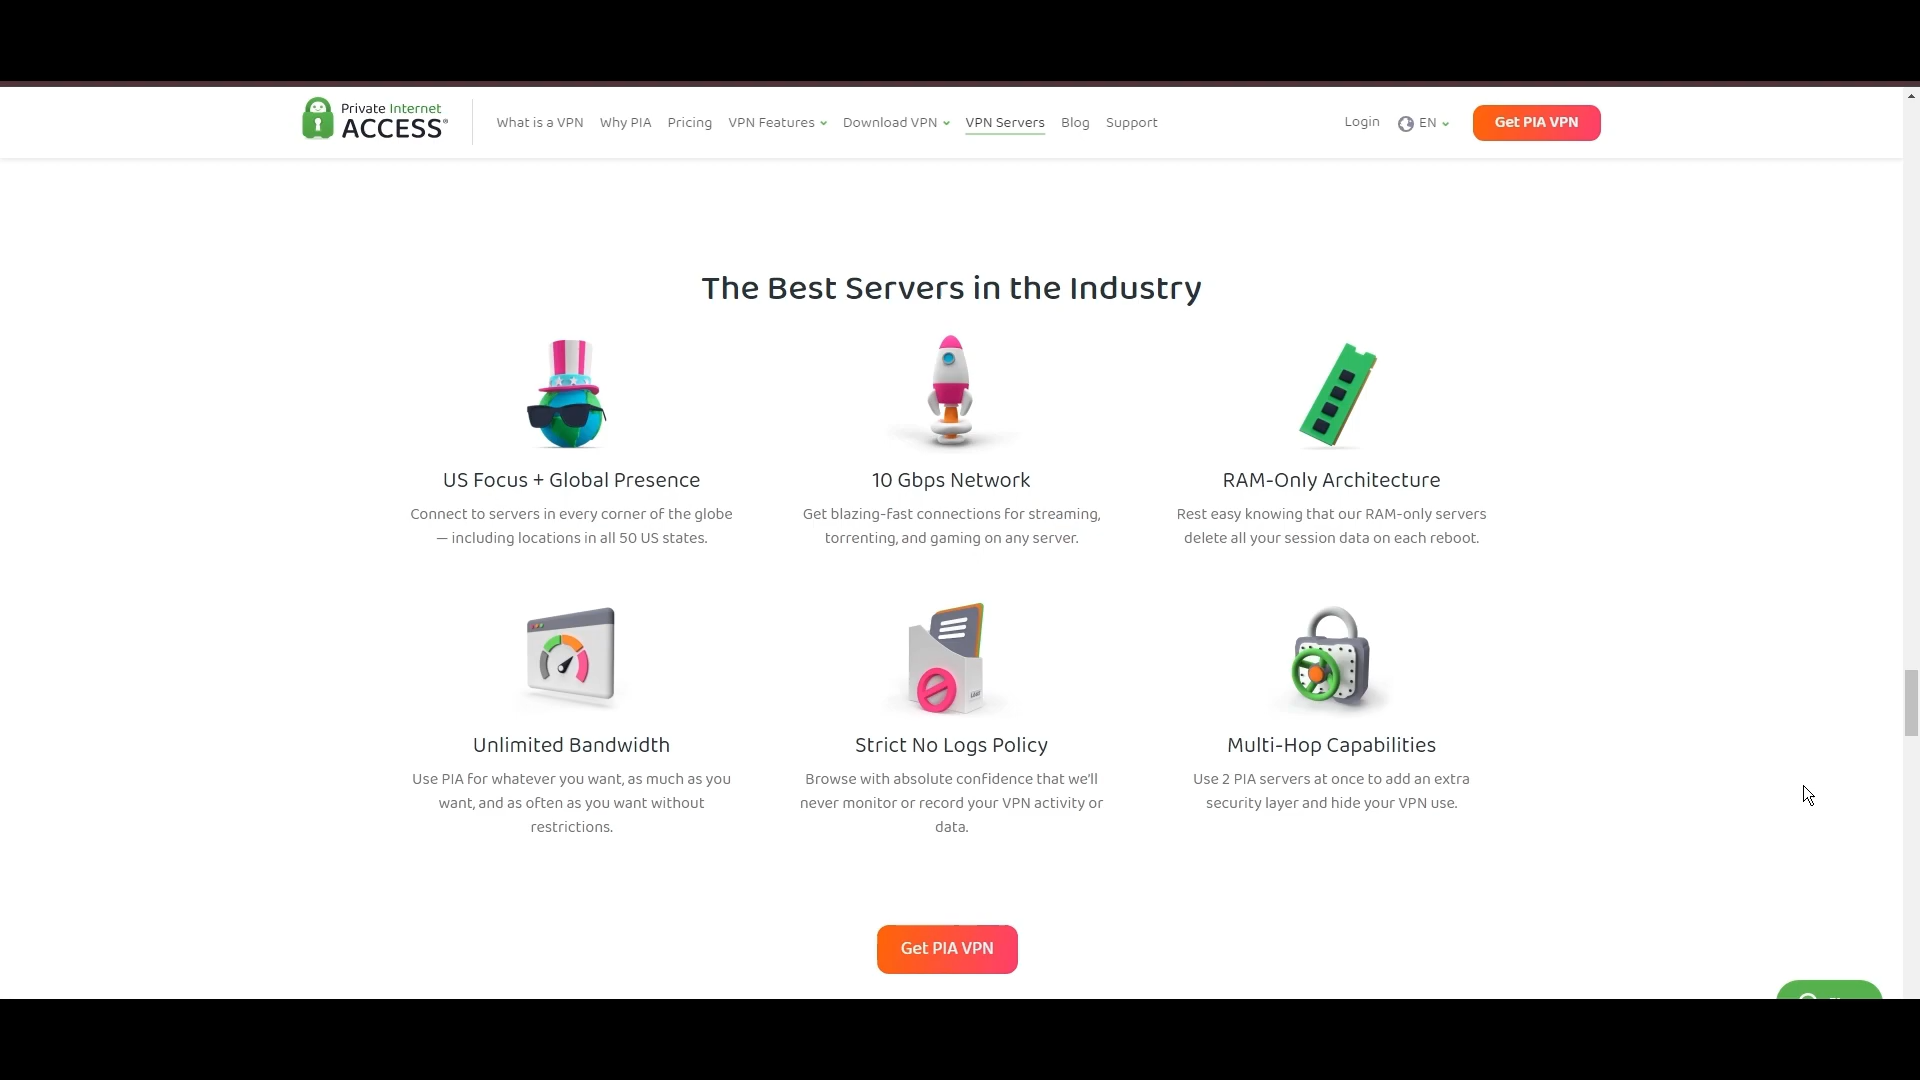 Private Internet
ACCESS®
What is a VPN Why PIA Pricing VPN Features Download VPN VPN Servers Blog Support
Login EN Get PIA VPN
The Best Servers in the Industry
US Focus + Global Presence
Connect to servers in every corner of the globe
— including locations in all 50 US states.
10 Gbps Network
Get blazing-fast connections for streaming,
torrenting, and gaming on any server.
RAM-Only Architecture
Rest easy knowing that our RAM-only servers
delete all your session data on each reboot.
Unlimited Bandwidth
Use PIA for whatever you want, as much as you
want, and as often as you want without
restrictions.
Strict No Logs Policy
Browse with absolute confidence that we'll
never monitor or record your VPN activity or
data.
Multi-Hop Capabilities
Use 2 PIA servers at once to add an extra
security layer and hide your VPN use.
Get PIA VPN